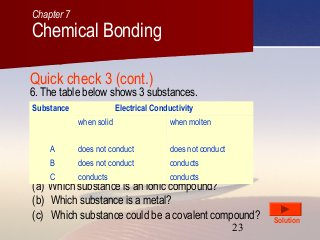 Chapter 7
Chemical Bonding
Quick check 3 (cont.)
6. The table below shows 3 substances.
Substance Electrical Conductivity
when solid when molten
A does not conduct does not conduct
B does not conduct conducts
C conducts conducts
(a) Which substance is an ionic compound?
(b) Which substance is a metal?
(c) Which substance could be a covalent compound?
Solution
23